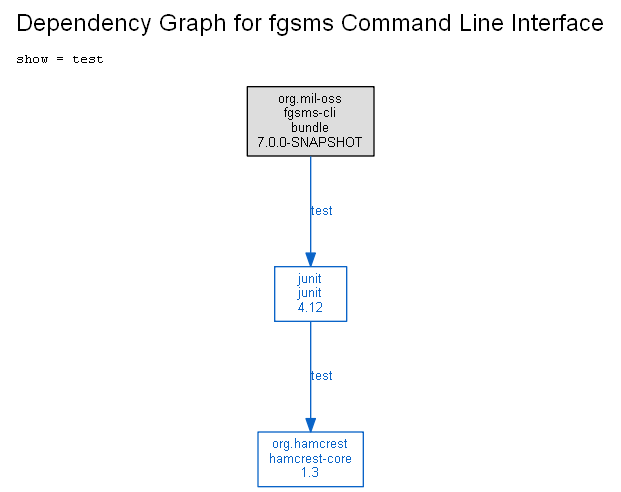 Dependency Graph for fgsms Command Line Interface
show = test
org.mil-oss
fgsms-cli
bundle
7.0.0-SNAPSHOT
test
junit
junit
4.12
test
org.hamcrest
hamcrest-core
1.3